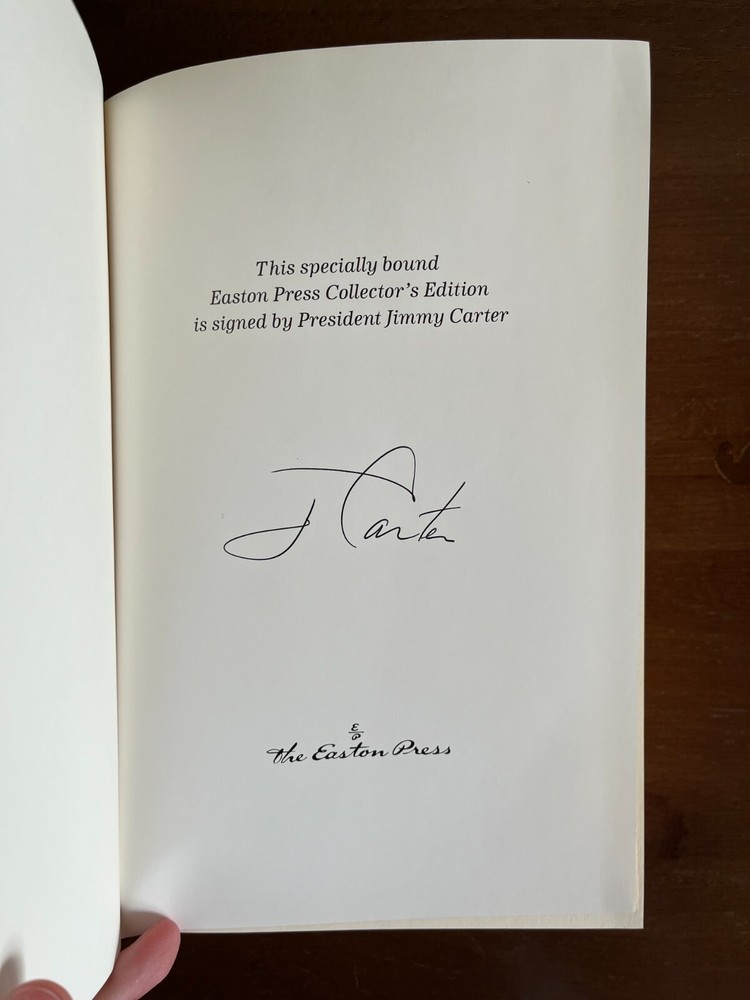 This specially bound
Easton Press Collector's Edition
is signed by President Jimmy Carter
J Carter
E
P
the Easton Press